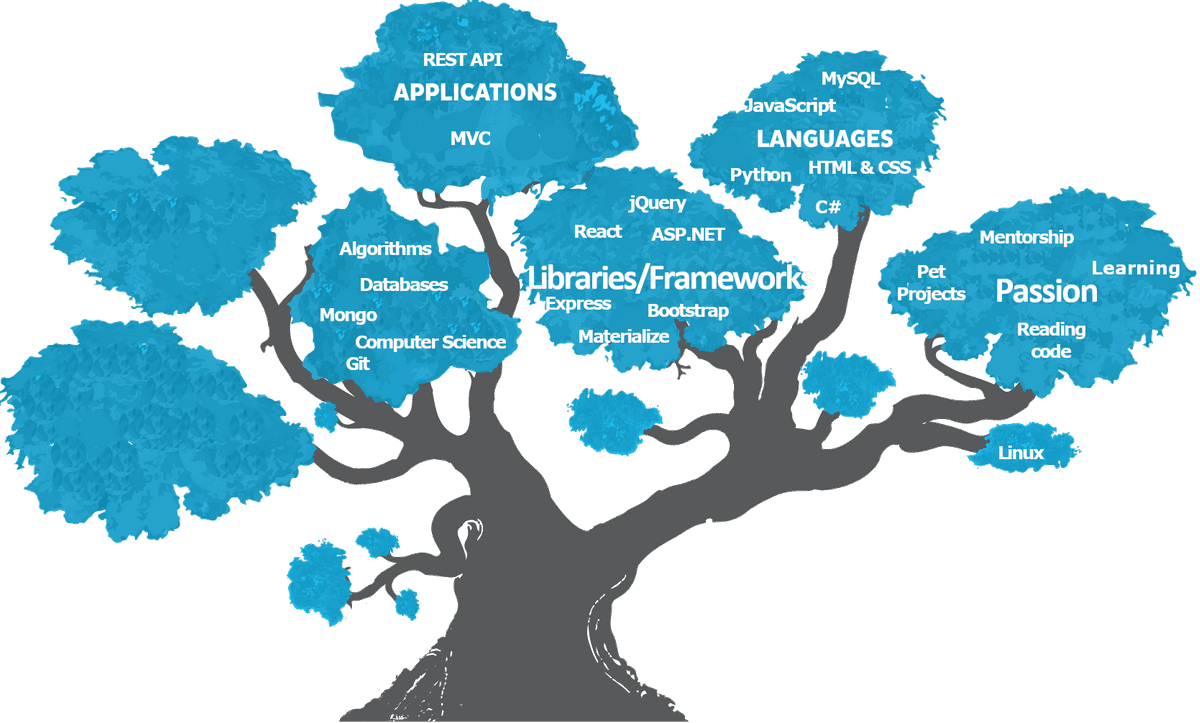 REST API
APPLICATIONS
MVC
MySQL
JavaScript
LANGUAGES
HTML & CSS
Python
C#
Algorithms
Databases
Mongo
Computer Science
Git
jQuery
React
ASP.NET
Libraries/Frameworks
Express
Bootstrap
Materialize
Mentorship
Learning
Pet
Projects
Passion
Reading
code
Linux